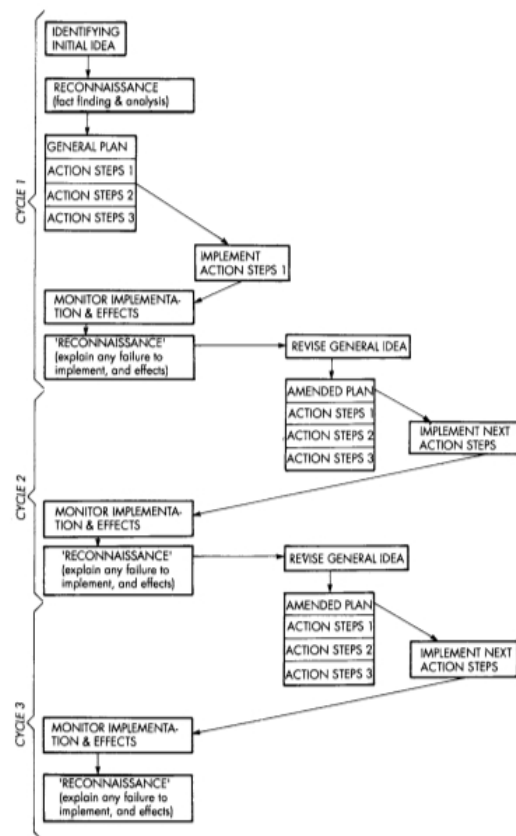 IDENTIFYING
INITIAL IDEA
RECONNAISSANCE
(fact finding & analysis)
GENERAL PLAN
ACTION STEPS 1
ACTION STEPS 2
ACTION STEPS 3
CYCLE 1
IMPLEMENT
ACTION STEPS 1
MONITOR IMPLEMENTA-
TION & EFFECTS
'RECONNAISSANCE'
(explain any failure to
implement, and effects)
REVISE GENERAL IDEA
AMENDED PLAN
ACTION STEPS 1
ACTION STEPS 2
ACTION STEPS 3
IMPLEMENT NEXT
ACTION STEPS
CYCLE 2
MONITOR IMPLEMENTA-
TION & EFFECTS
'RECONNAISSANCE'
(explain any failure to
implement, and effects)
REVISE GENERAL IDEA
AMENDED PLAN
ACTION STEPS 1
ACTION STEPS 2
ACTION STEPS 3
IMPLEMENT NEXT
ACTION STEPS
CYCLE 3
MONITOR IMPLEMENTA-
TION & EFFECTS
'RECONNAISSANCE'
(explain any failure to
implement, and effects)